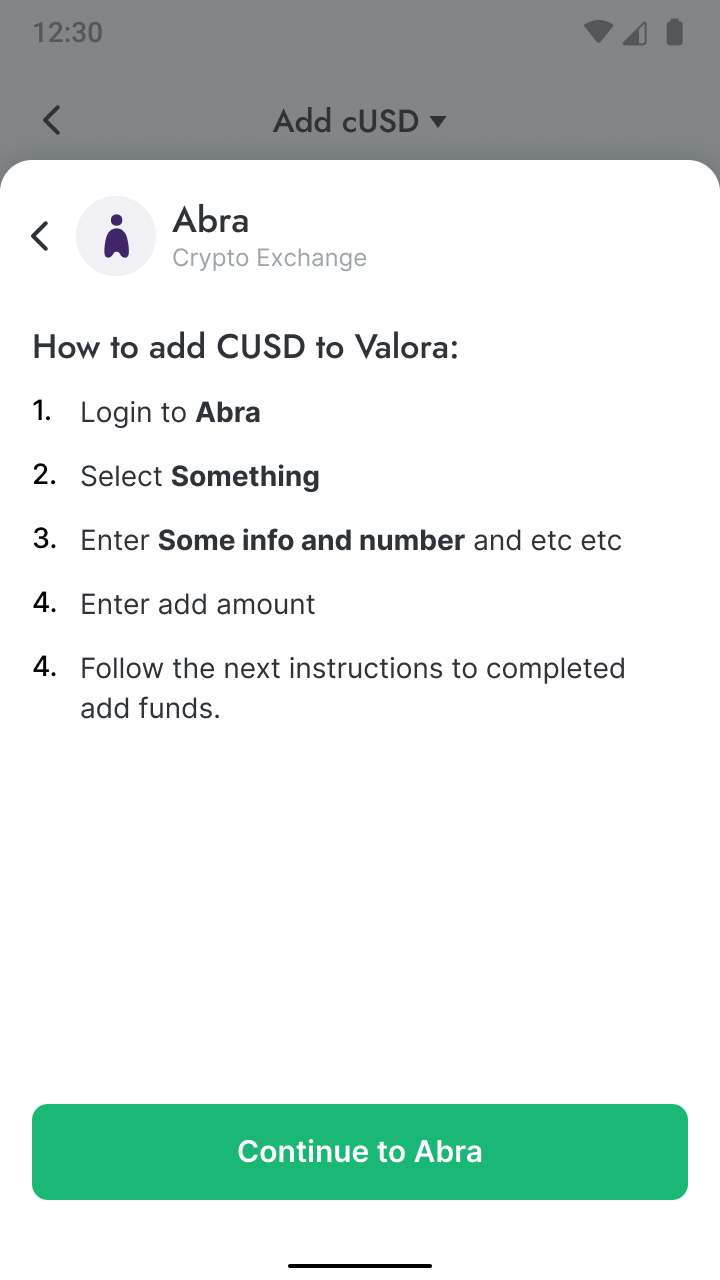 12:30
Add cUSD
Abra
Crypto Exchange
How to add CUSD to Valora:
1. Login to Abra
2. Select Something
3. Enter Some info and number and etc etc
4. Enter add amount
4. Follow the next instructions to completed
add funds.
Continue to Abra